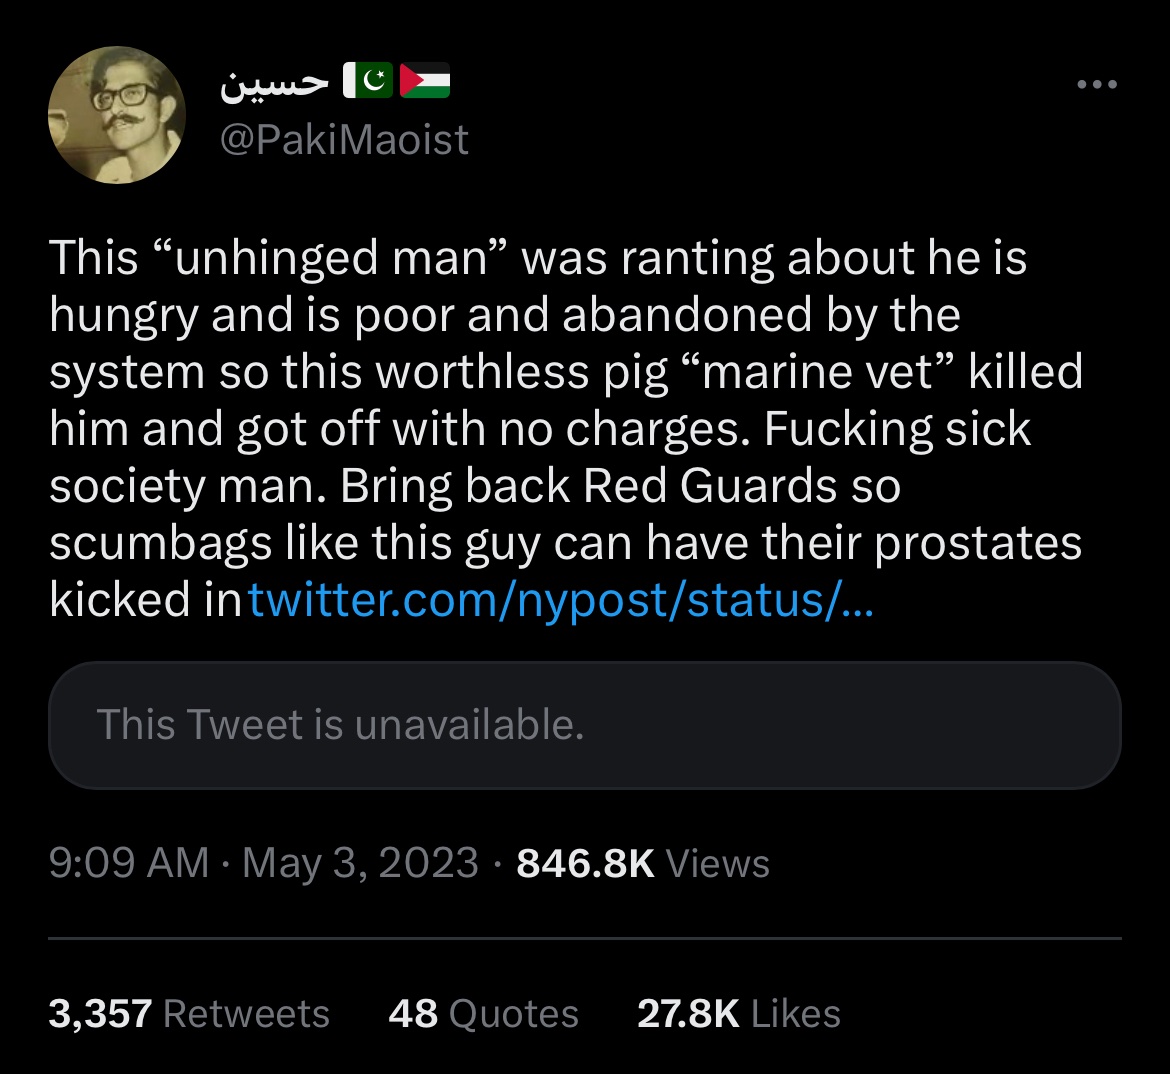 حسين 🇵🇰🇵🇸
@PakiMaoist
This “unhinged man” was ranting about he is
hungry and is poor and abandoned by the
system so this worthless pig “marine vet” killed
him and got off with no charges. Fucking sick
society man. Bring back Red Guards so
scumbags like this guy can have their prostates
kicked in twitter.com/nypost/status/...
This Tweet is unavailable.
9:09 AM · May 3, 2023 · 846.8K Views
3,357 Retweets 48 Quotes 27.8K Likes